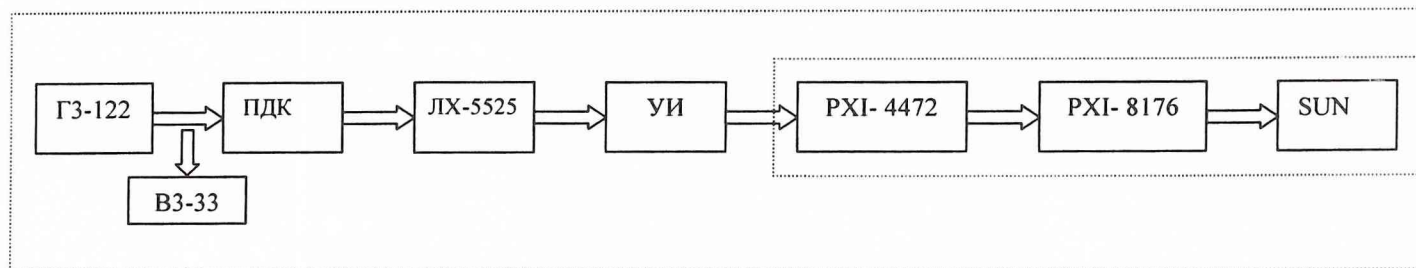 Г3-122
ПДК
ЛХ-5525
УИ
PXI- 4472
PXI- 8176
SUN
В3-33